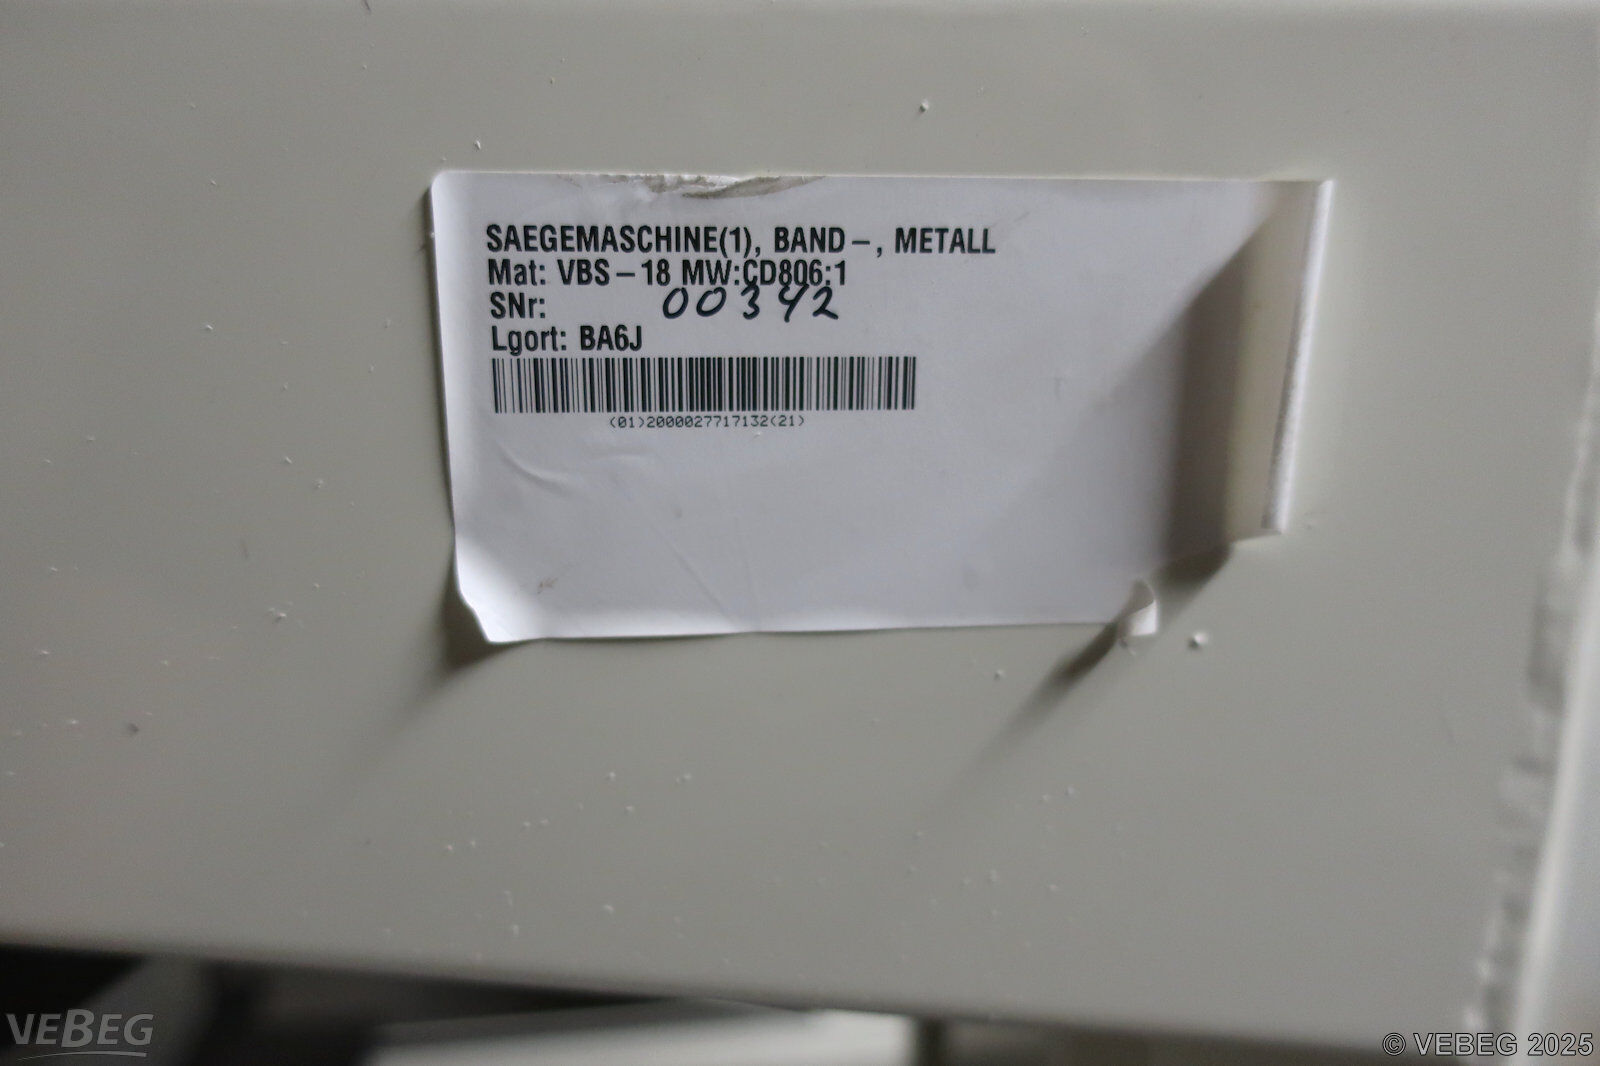 SAEGEMASCHINE(1), BAND-, METALL
Mat: VBS-18 MW:CD806:1
SNr: 00342
Lgort: BA6J
(01)2000027717132(21)
VEBEG
© VEBEG 2025